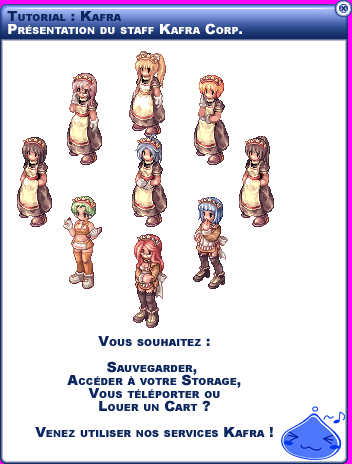 Tutorial : Kafra
Présentation du staff Kafra Corp.
Vous souhaitez :
Sauvegarder,
Accéder à votre Storage,
Vous téléporter ou
Louer un Cart ?
Venez utiliser nos services Kafra !